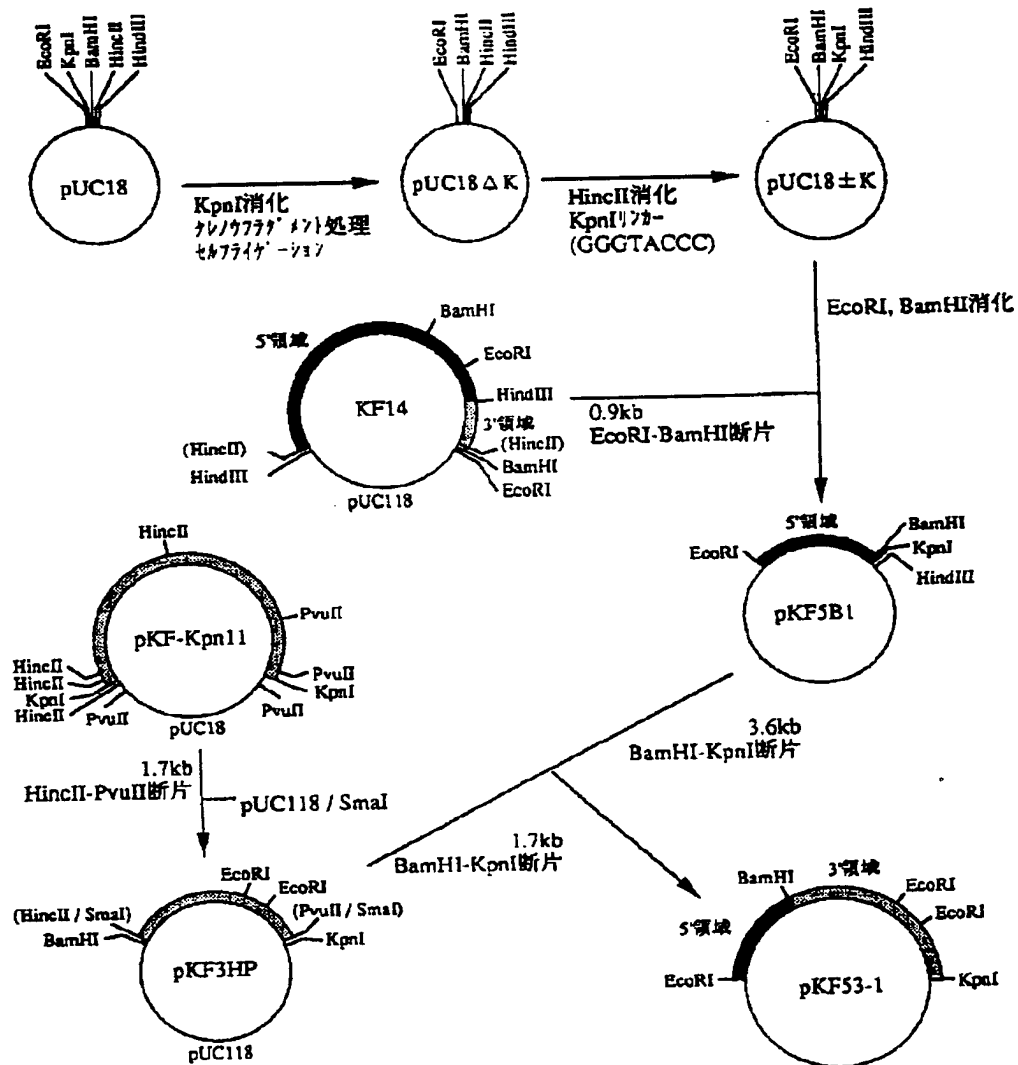 EcoRI
KpnI
BamHI
HincII
HindIII
pUC18
KpnI消化
クレノウフラグメント処理
セルフライゲーション
EcoRI
BamHI
HincII
HindIII
pUC18ΔK
HincII消化
KpnIリンカー
(GGGTACCC)
EcoRI
BamHI
KpnI
HindIII
pUC18±K
EcoRI, BamHI消化
5'領域
BamHI
EcoRI
HindIII
3'領域
(HincII)
BamHI
EcoRI
KF14
(HincII)
HindIII
pUC118
0.9kb
EcoRI-BamHI断片
5'領域
EcoRI
BamHI
KpnI
HindIII
pKF5B1
HincII
PvuII
pKF-Kpn11
HincII
HincII
KpnI
HincII
PvuII
PvuII
KpnI
PvuII
pUC18
1.7kb
HincII-PvuII断片
pUC118 / SmaI
3.6kb
BamHI-KpnI断片
1.7kb
BamHI-KpnI断片
EcoRI
EcoRI
(HincII / SmaI)
(PvuII / SmaI)
BamHI
KpnI
pKF3HP
pUC118
BamHI
3'領域
EcoRI
EcoRI
5'領域
EcoRI
KpnI
pKF53-1